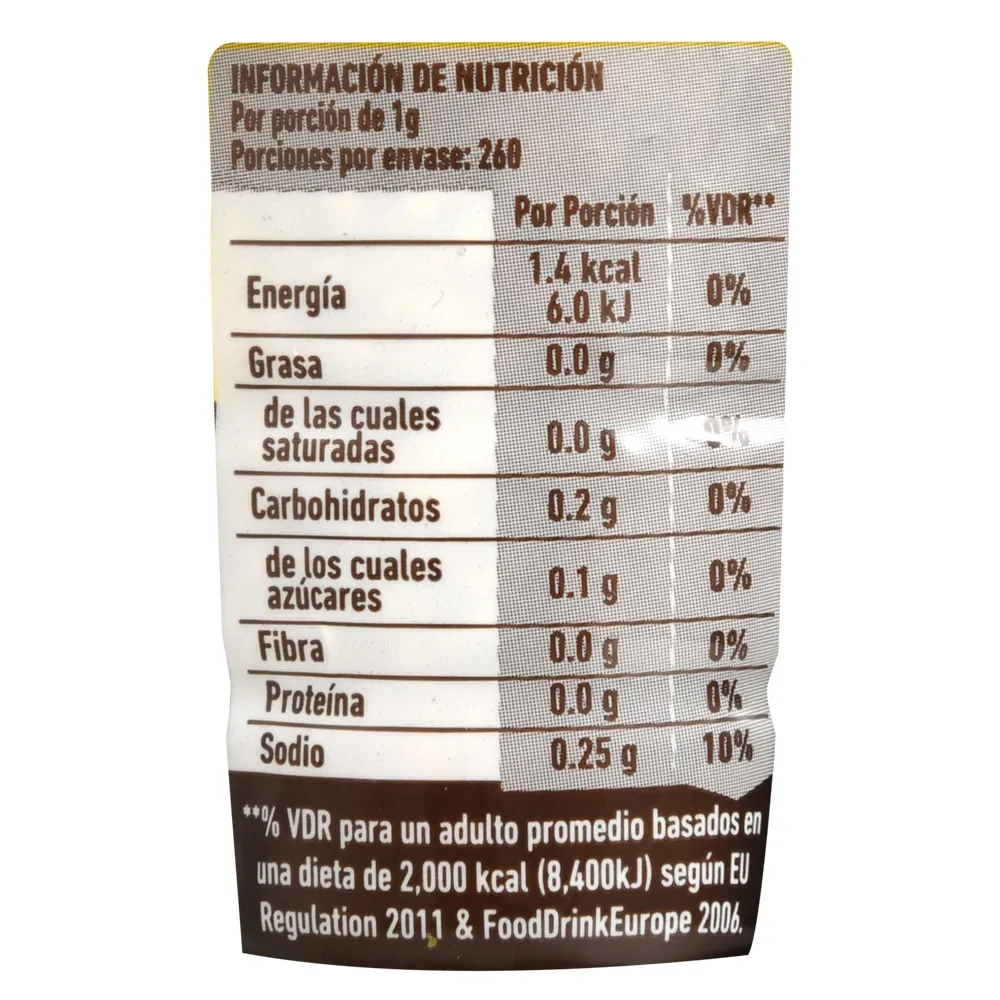 INFORMACIÓN DE NUTRICIÓN
Por porción de 1g
Porciones por envase: 260
Por Porción %VDR**
Energía 1.4 kcal 6.0 kJ 0%
Grasa 0.0 g 0%
de las cuales saturadas 0.0 g 0%
Carbohidratos 0.2 g 0%
de los cuales azúcares 0.1 g 0%
Fibra 0.0 g 0%
Proteína 0.0 g 0%
Sodio 0.25 g 10%
**% VDR para un adulto promedio basados en
una dieta de 2,000 kcal (8,400kJ) según EU
Regulation 2011 & FoodDrinkEurope 2006.